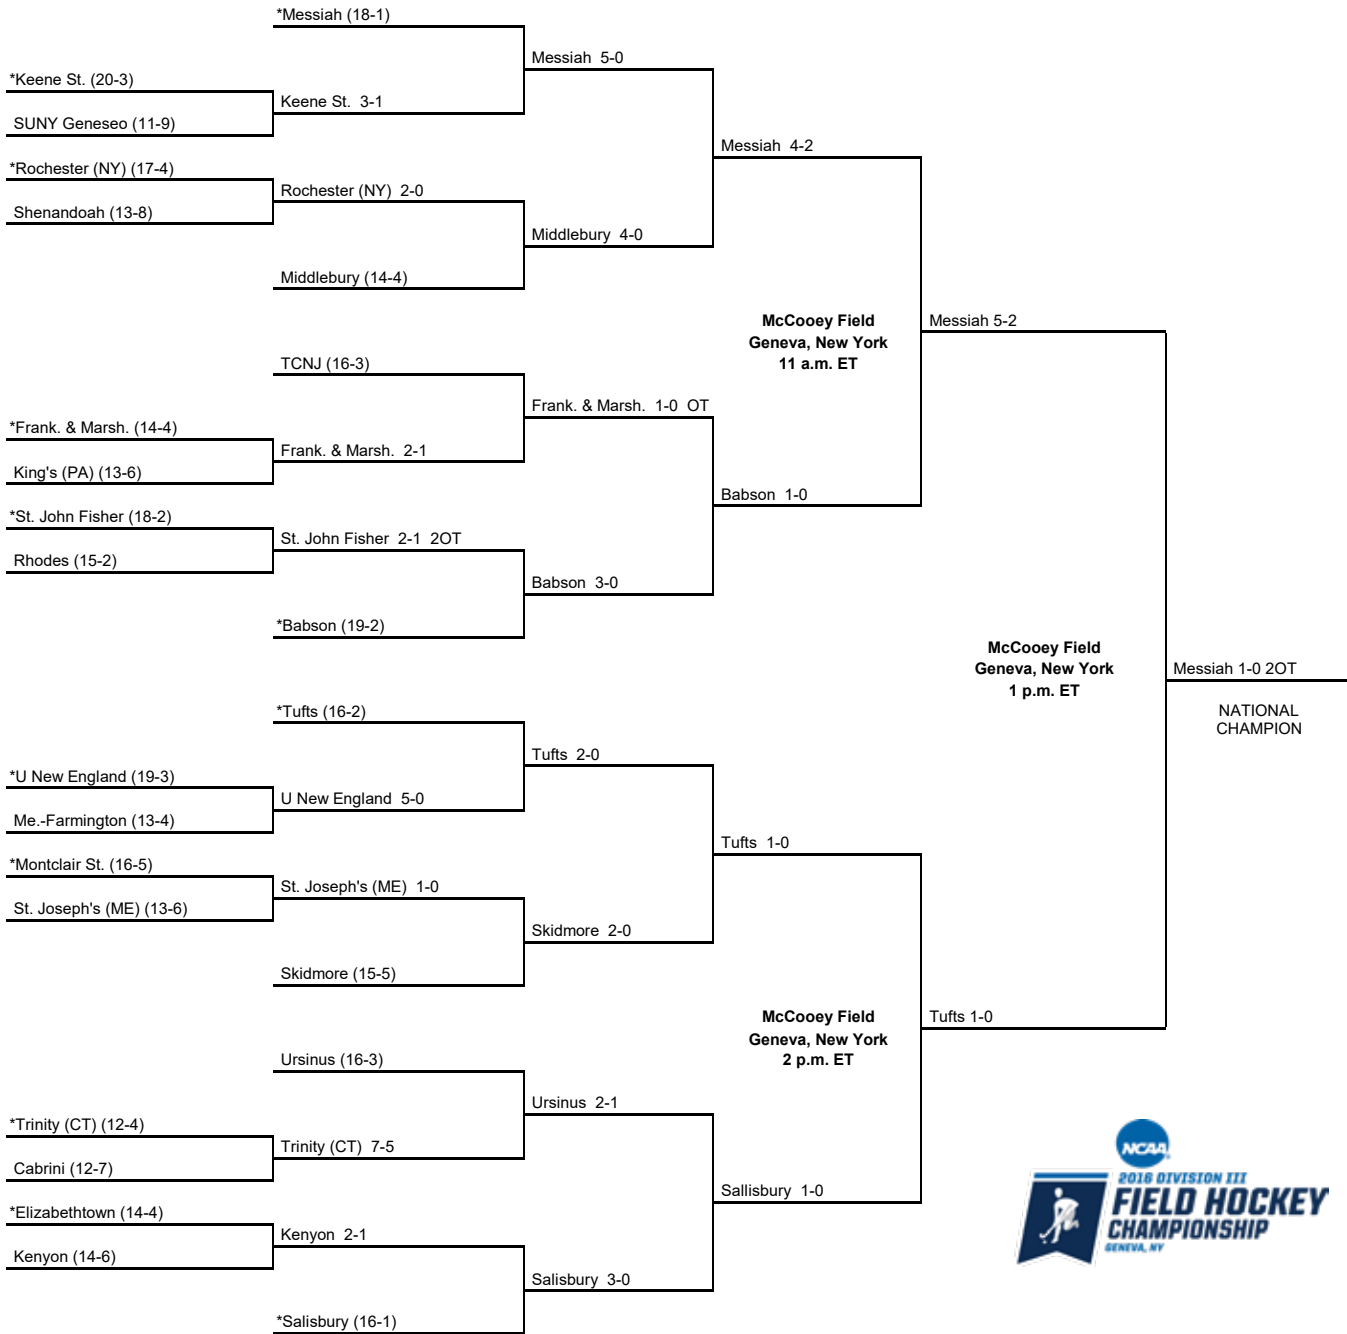 *Messiah (18-1)
Messiah  5-0
*Keene St. (20-3)
Keene St.  3-1
SUNY Geneseo (11-9)
Messiah  4-2
*Rochester (NY) (17-4)
Rochester (NY)  2-0
Shenandoah (13-8)
Middlebury  4-0
Middlebury (14-4)
McCooey Field
Geneva, New York
11 a.m. ET
Messiah 5-2
TCNJ (16-3)
Frank. & Marsh.  1-0  OT
*Frank. & Marsh. (14-4)
Frank. & Marsh.  2-1
King's (PA) (13-6)
Babson  1-0
*St. John Fisher (18-2)
St. John Fisher  2-1  2OT
Rhodes (15-2)
Babson  3-0
*Babson (19-2)
McCooey Field
Geneva, New York
1 p.m. ET
Messiah 1-0 2OT
NATIONAL
CHAMPION
*Tufts (16-2)
Tufts  2-0
*U New England (19-3)
U New England  5-0
Me.-Farmington (13-4)
Tufts  1-0
*Montclair St. (16-5)
St. Joseph's (ME)  1-0
St. Joseph's (ME) (13-6)
Skidmore  2-0
Skidmore (15-5)
McCooey Field
Geneva, New York
2 p.m. ET
Tufts 1-0
Ursinus (16-3)
Ursinus  2-1
*Trinity (CT) (12-4)
Trinity (CT)  7-5
Cabrini (12-7)
Sallisbury  1-0
*Elizabethtown (14-4)
Kenyon  2-1
Kenyon (14-6)
Salisbury  3-0
*Salisbury (16-1)
NCAA
2016 DIVISION III
FIELD HOCKEY
CHAMPIONSHIP
GENEVA, NY